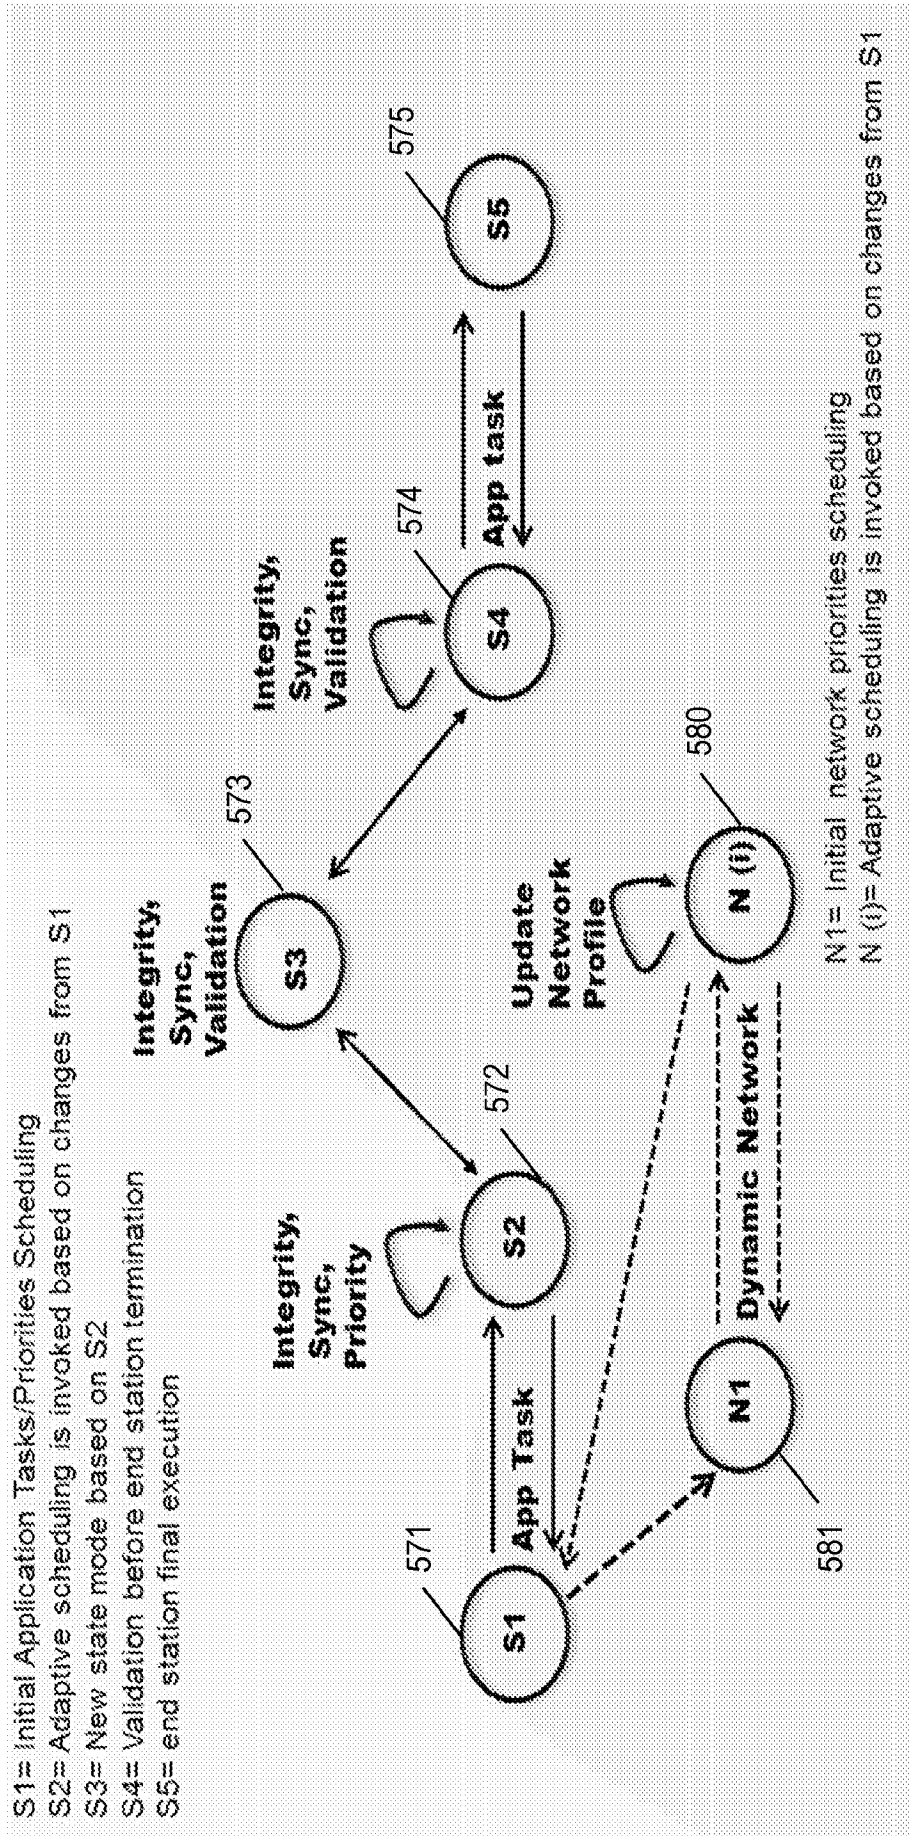 S1= Initial Application Tasks/Priorities Scheduling
S2= Adaptive scheduling is invoked based on changes from S1
S3= New state mode based on S2
S4= Validation before end station termination
S5= end station final execution
Integrity,
Sync,
Validation
573
S3
Integrity,
Sync,
Priority
572
S2
Integrity,
Sync,
Validation
574
S4
575
S5
571
S1
App Task
App task
Update
Network
Profile
580
N (i)
Dynamic Network
N1
581
N1= Initial network priorities scheduling
N (i)= Adaptive scheduling is invoked based on changes from S1